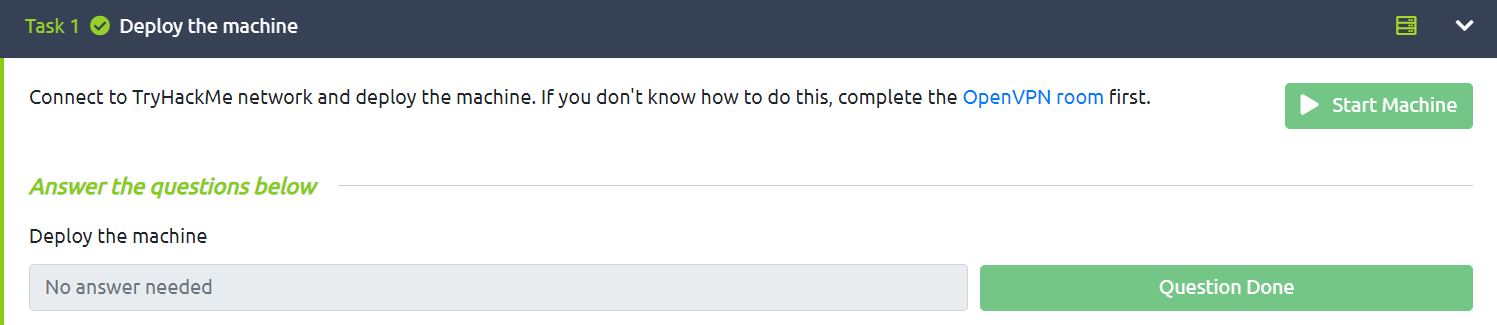 Task 1 Deploy the machine
Connect to TryHackMe network and deploy the machine. If you don't know how to do this, complete the OpenVPN room first.
Start Machine
Answer the questions below
Deploy the machine
No answer needed
Question Done